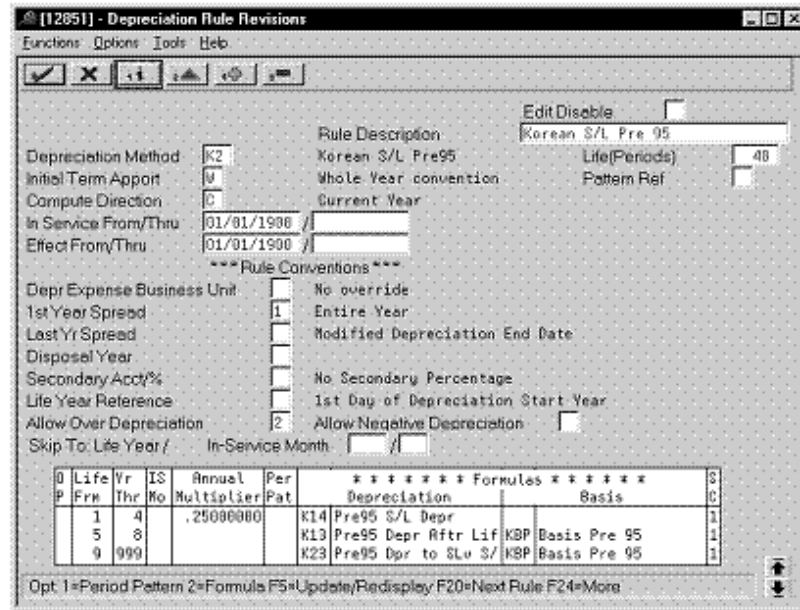 [12851] - Depreciation Rule Revisions
Functions Options Tools Help
Edit Disable
Rule Description Korean S/L Pre 95
Depreciation Method K2 Korean S/L Pre95 Life(Periods) 48
Initial Term Apport W Whole Year convention Pattern Ref
Compute Direction C Current Year
In Service From/Thru 01/01/1900 /
Effect From/Thru 01/01/1900 /
*** Rule Conventions ***
Depr Expense Business Unit No override
1st Year Spread 1 Entire Year
Last Yr Spread Modified Depreciation End Date
Disposal Year
Secondary Acct/% No Secondary Percentage
Life Year Reference 1st Day of Depreciation Start Year
Allow Over Depreciation 2 Allow Negative Depreciation
Skip To: Life Year / In-Service Month /
O Life Yr IS Annual Per * * * * * * * Formulas * * * * * * S
P Frm Thr Mo Multiplier Pat Depreciation Basis C
1 4 .25000000 K14 Pre95 S/L Depr 1
5 8 K13 Pre95 Depr Aftr Lif KBP Basis Pre 95 1
9 999 K23 Pre95 Dpr to SLv S/ KBP Basis Pre 95 1
Opt: 1=Period Pattern 2=Formula F5=Update/Redisplay F20=Next Rule F24=More